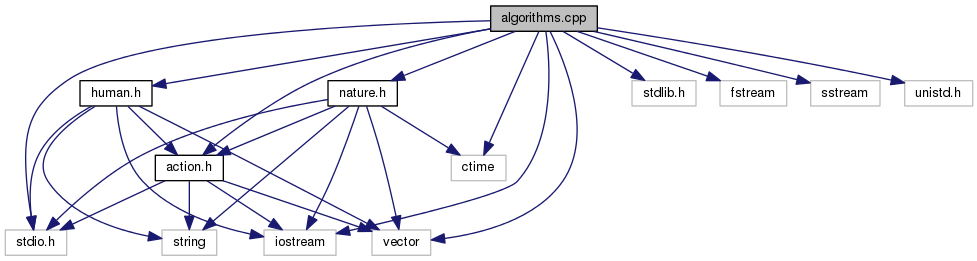 algorithms.cpp
human.h
nature.h
stdlib.h
fstream
sstream
unistd.h
action.h
ctime
stdio.h
string
iostream
vector